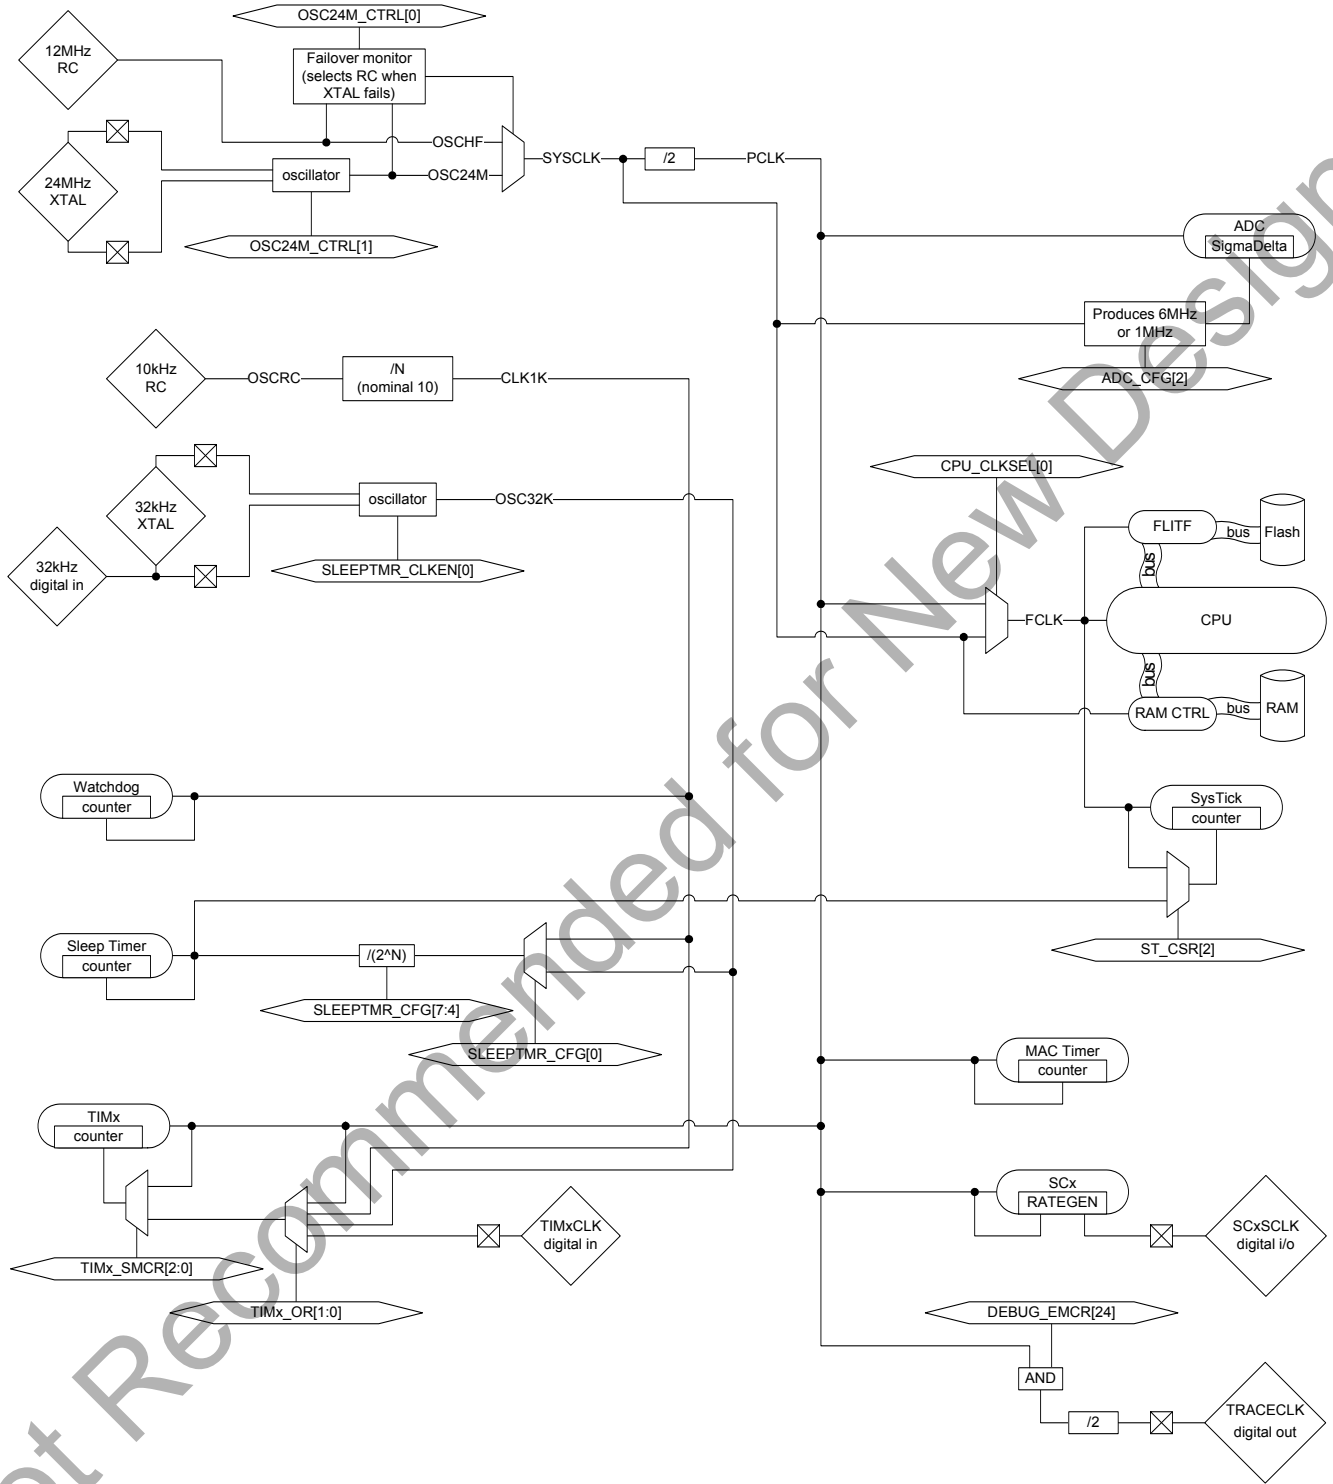 OSC24M_CTRL[0]
12MHz
RC
Failover monitor
(selects RC when
XTAL fails)
OSCHF
SYSCLK
/2
PCLK
24MHz
XTAL
oscillator
OSC24M
OSC24M_CTRL[1]
ADC
SigmaDelta
Produces 6MHz
or 1MHz
ADC_CFG[2]
10kHz
RC
OSCRC
/N
(nominal 10)
CLK1K
32kHz
XTAL
oscillator
OSC32K
32kHz
digital in
SLEEPTMR_CLKEN[0]
CPU_CLKSEL[0]
FLITF
bus
Flash
bus
FCLK
CPU
bus
RAM CTRL
bus
RAM
Watchdog
counter
SysTick
counter
ST_CSR[2]
Sleep Timer
counter
/(2^N)
SLEEPTMR_CFG[7:4]
SLEEPTMR_CFG[0]
MAC Timer
counter
TIMx
counter
TIMxCLK
digital in
TIMx_SMCR[2:0]
TIMx_OR[1:0]
SCx
RATEGEN
SCxSCLK
digital i/o
DEBUG_EMCR[24]
AND
/2
TRACECLK
digital out
ot Recommended for New Design